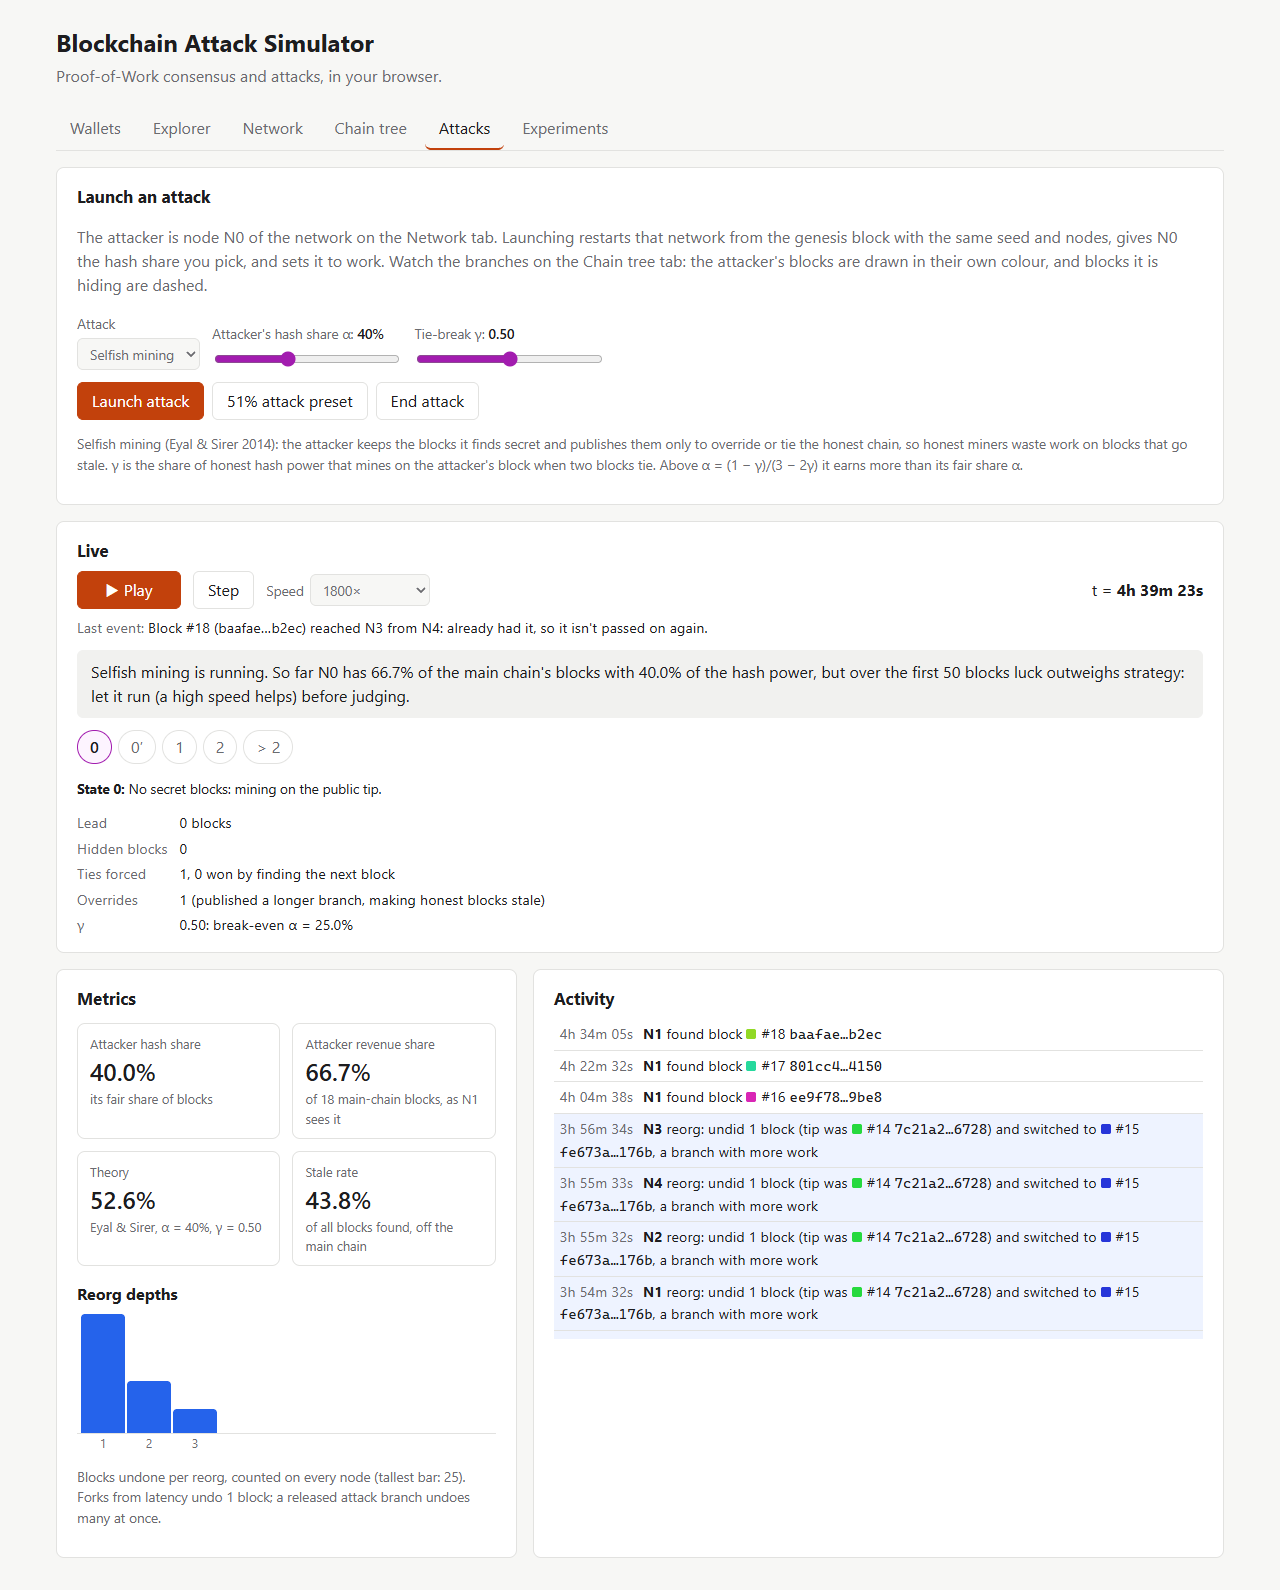 Blockchain Attack Simulator
Proof-of-Work consensus and attacks, in your browser.
Wallets Explorer Network Chain tree Attacks Experiments
Launch an attack
The attacker is node N0 of the network on the Network tab. Launching restarts that network from the genesis block with the same seed and nodes, gives N0
the hash share you pick, and sets it to work. Watch the branches on the Chain tree tab: the attacker's blocks are drawn in their own colour, and blocks it is
hiding are dashed.
Attack
Attacker's hash share α: 40%
Tie-break γ: 0.50
Selfish mining
Launch attack
51% attack preset
End attack
Selfish mining (Eyal & Sirer 2014): the attacker keeps the blocks it finds secret and publishes them only to override or tie the honest chain, so honest miners waste work on blocks that go
stale. γ is the share of honest hash power that mines on the attacker's block when two blocks tie. Above α = (1 − γ)/(3 − 2γ) it earns more than its fair share α.
Live
▶ Play
Step
Speed
1800×
t = 4h 39m 23s
Last event: Block #18 (baafae…b2ec) reached N3 from N4: already had it, so it isn't passed on again.
Selfish mining is running. So far N0 has 66.7% of the main chain's blocks with 40.0% of the hash power, but over the first 50 blocks luck outweighs strategy:
let it run (a high speed helps) before judging.
0 0′ 1 2 > 2
State 0: No secret blocks: mining on the public tip.
Lead 0 blocks
Hidden blocks 0
Ties forced 1, 0 won by finding the next block
Overrides 1 (published a longer branch, making honest blocks stale)
γ 0.50: break-even α = 25.0%
Metrics
Attacker hash share
40.0%
its fair share of blocks
Attacker revenue share
66.7%
of 18 main-chain blocks, as N1
sees it
Theory
52.6%
Eyal & Sirer, α = 40%, γ = 0.50
Stale rate
43.8%
of all blocks found, off the
main chain
Reorg depths
1 2 3
Blocks undone per reorg, counted on every node (tallest bar: 25).
Forks from latency undo 1 block; a released attack branch undoes
many at once.
Activity
4h 34m 05s N1 found block #18 baafae…b2ec
4h 22m 32s N1 found block #17 801cc4…4150
4h 04m 38s N1 found block #16 ee9f78…9be8
3h 56m 34s N3 reorg: undid 1 block (tip was #14 7c21a2…6728) and switched to #15
fe673a…176b, a branch with more work
3h 55m 33s N4 reorg: undid 1 block (tip was #14 7c21a2…6728) and switched to #15
fe673a…176b, a branch with more work
3h 55m 32s N2 reorg: undid 1 block (tip was #14 7c21a2…6728) and switched to #15
fe673a…176b, a branch with more work
3h 54m 32s N1 reorg: undid 1 block (tip was #14 7c21a2…6728) and switched to #15
fe673a…176b, a branch with more work